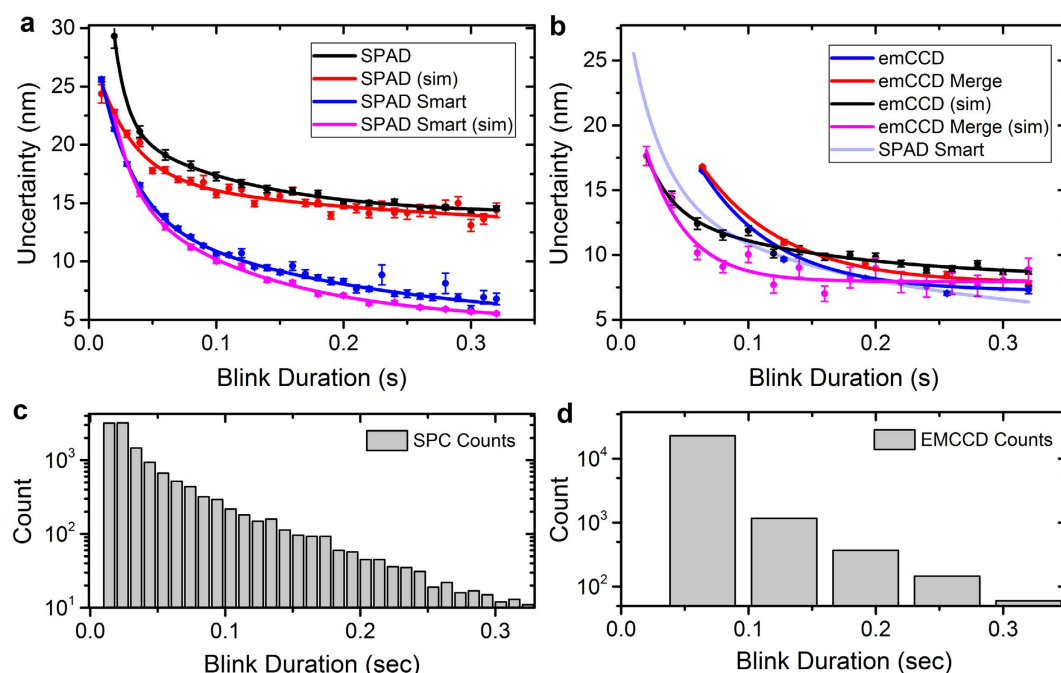 a
Uncertainty (nm)
30
25
20
15
10
5
SPAD
SPAD (sim)
SPAD Smart
SPAD Smart (sim)
0.0 0.1 0.2 0.3
Blink Duration (s)
b
Uncertainty (nm)
25
20
15
10
5
emCCD
emCCD Merge
emCCD (sim)
emCCD Merge (sim)
SPAD Smart
0.0 0.1 0.2 0.3
Blink Duration (s)
c
Count
10³
10²
10¹
SPC Counts
0.0 0.1 0.2 0.3
Blink Duration (sec)
d
Count
10⁴
10³
10²
EMCCD Counts
0.0 0.1 0.2 0.3
Blink Duration (sec)